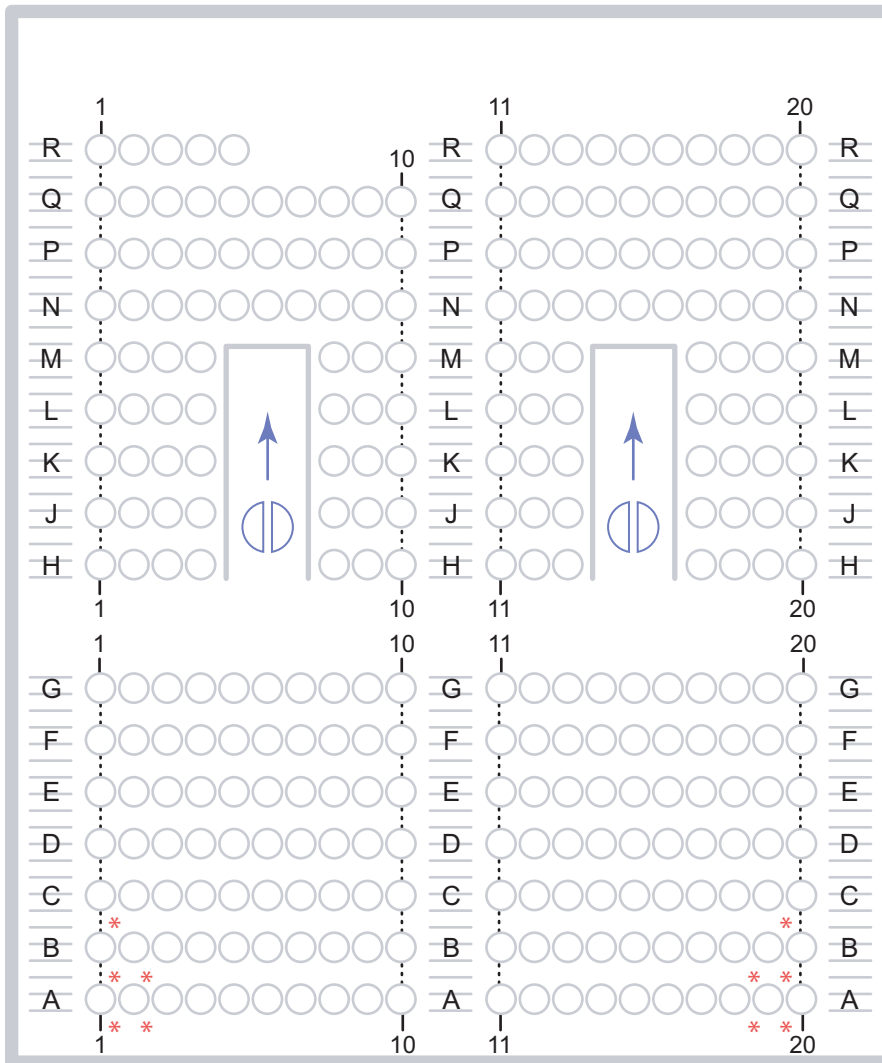 1 11 20
R R R
10
Q Q Q
P P P
N N N
M M M
L L L
K K K
J J J
H H H
1 10 11 20
1 10 11 20
G G G
F F F
E E E
D D D
C C C
* *
B B B
* * * *
A A A
* * * *
1 10 11 20